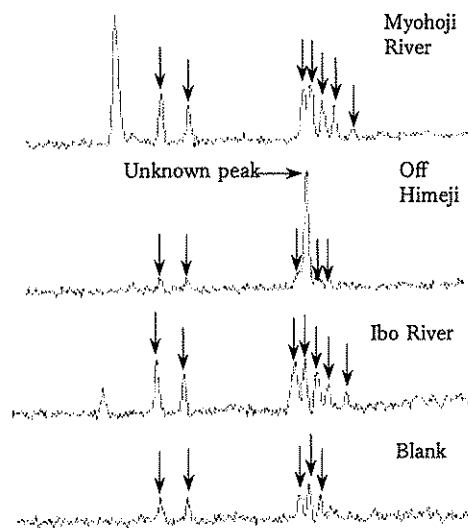 Myohoji
River
Unknown peak
Off
Himeji
Ibo River
Blank